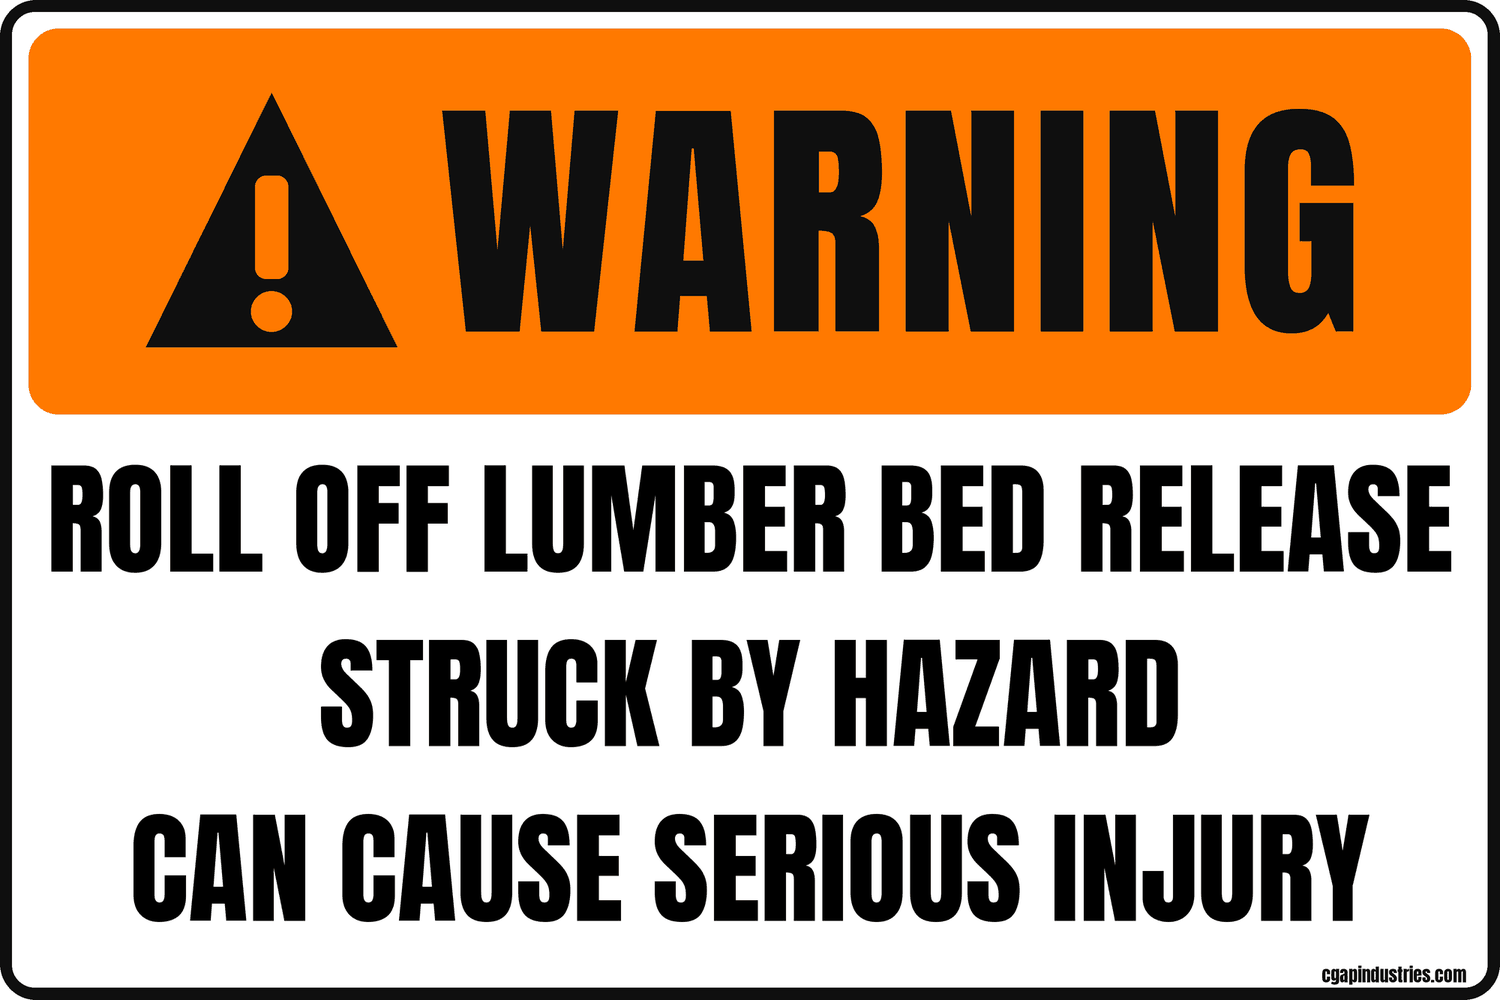 WARNING
ROLL OFF LUMBER BED RELEASE
STRUCK BY HAZARD
CAN CAUSE SERIOUS INJURY
cgapindustries.com